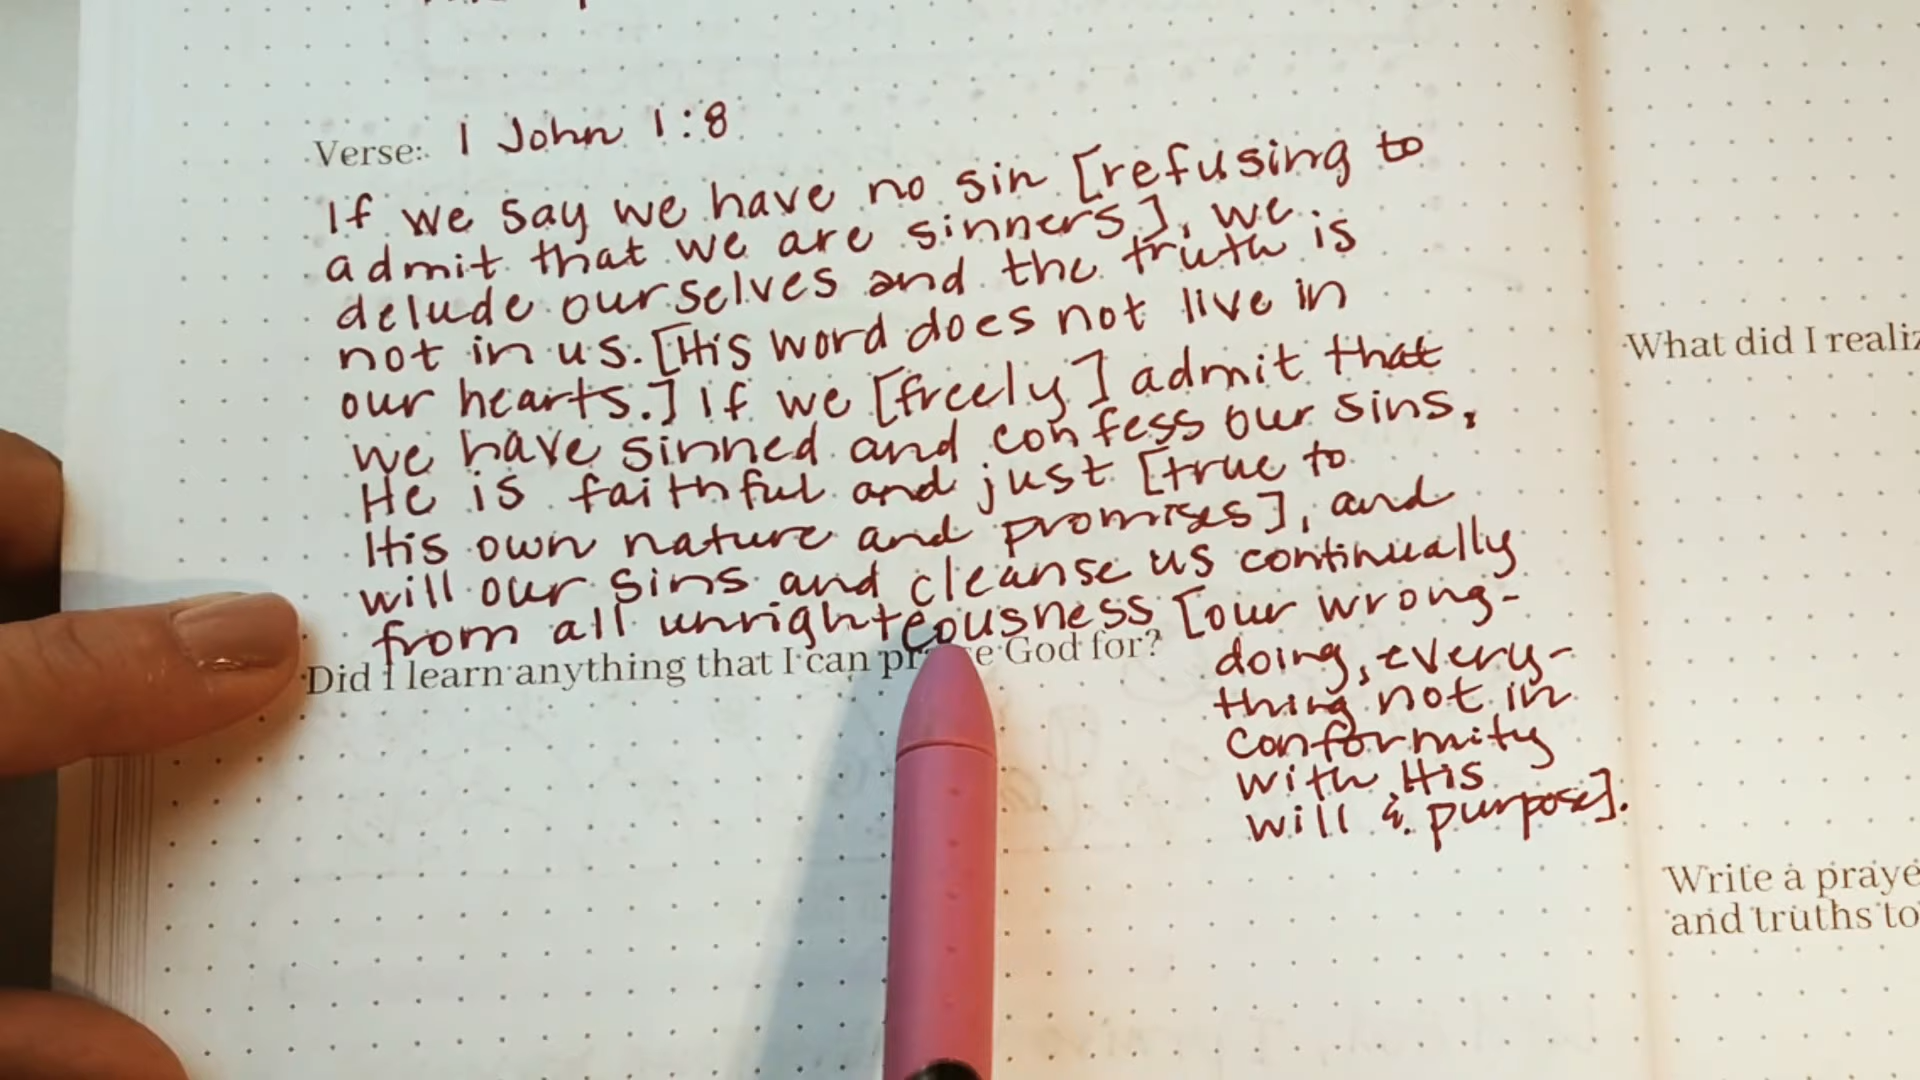 Verse: 1 John 1:8
If we say we have no sin [refusing to
admit that we are sinners], we
delude ourselves and the truth is
not in us. [His word does not live in
our hearts.] If we [freely] admit that
we have sinned and confess our sins,
He is faithful and just [true to
His own nature and promises], and
will our sins and cleanse us continually
from all unrighteousness [our wrong-
doing, every-
thing not in
conformity
with His
will & purpose].
Did I learn anything that I can God for?
What did I
Write a
and truths to